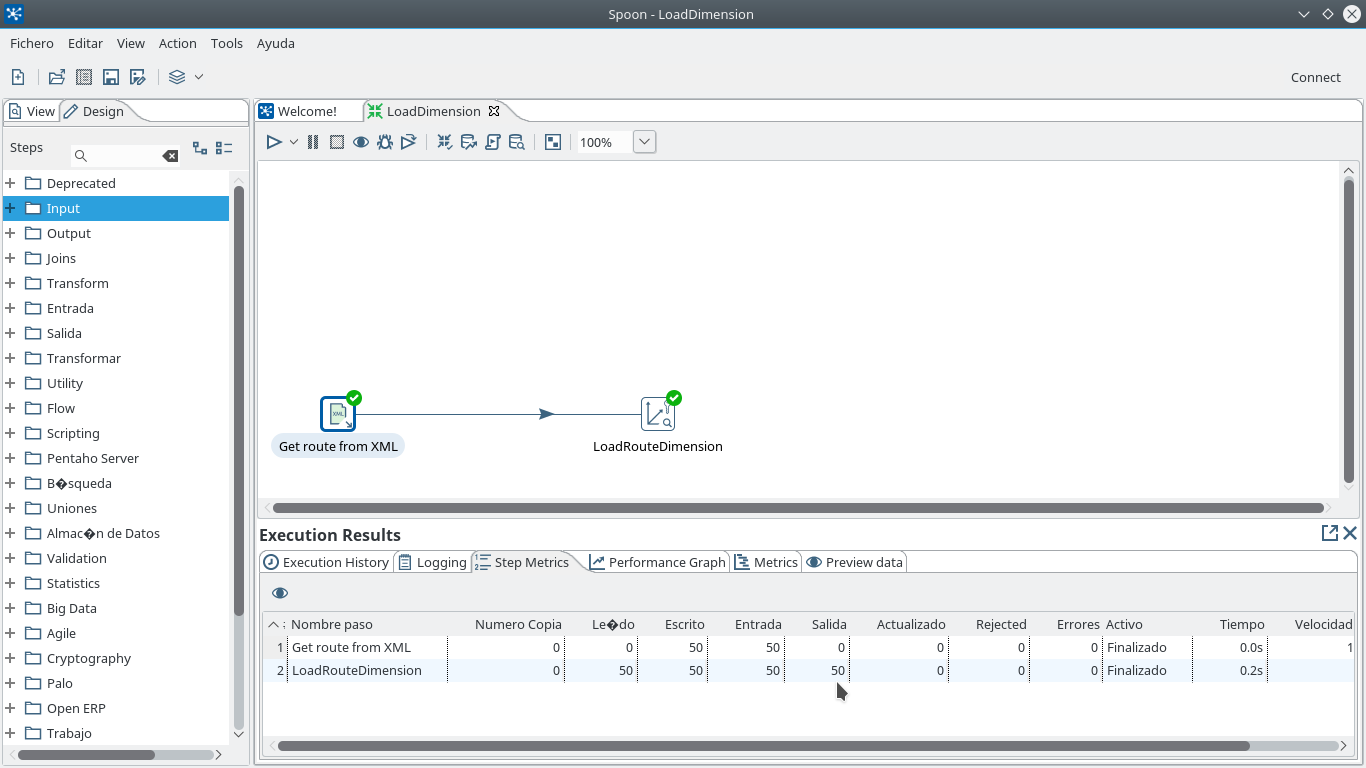 Spoon - LoadDimension
Fichero Editar View Action Tools Ayuda
Connect
View Design
Welcome! LoadDimension
Steps
100%
Deprecated
Input
Output
Joins
Transform
Entrada
Salida
Transformar
Utility
Flow
Scripting
Pentaho Server
B�squeda
Uniones
Almac�n de Datos
Validation
Statistics
Big Data
Agile
Cryptography
Palo
Open ERP
Trabajo
XML
Get route from XML LoadRouteDimension
Execution Results
Execution History Logging Step Metrics Performance Graph Metrics Preview data
: Nombre paso Numero Copia Le�do Escrito Entrada Salida Actualizado Rejected Errores Activo Tiempo Velocidad
1 Get route from XML 0 0 50 50 0 0 0 0 Finalizado 0.0s 1
2 LoadRouteDimension 0 50 50 50 50 0 0 0 Finalizado 0.2s